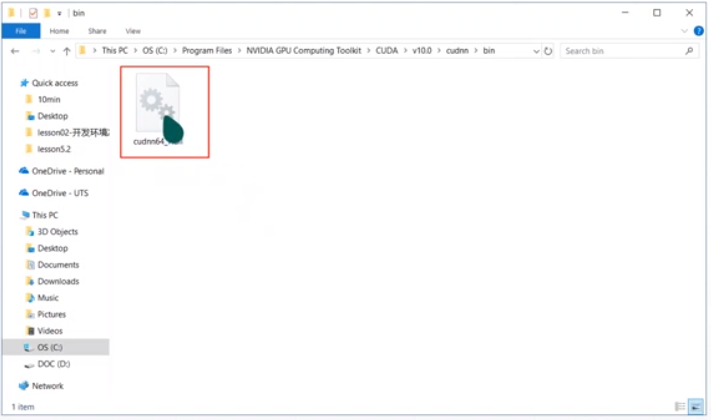 bin
File Home Share View
This PC > OS (C:) > Program Files > NVIDIA GPU Computing Toolkit > CUDA > v10.0 > cudnn > bin
Search bin
Quick access
10min
Desktop
lesson02-开发环境
lesson5.2
OneDrive - Personal
OneDrive - UTS
This PC
3D Objects
Desktop
Documents
Downloads
Music
Pictures
Videos
OS (C:)
DOC (D:)
Network
1 item